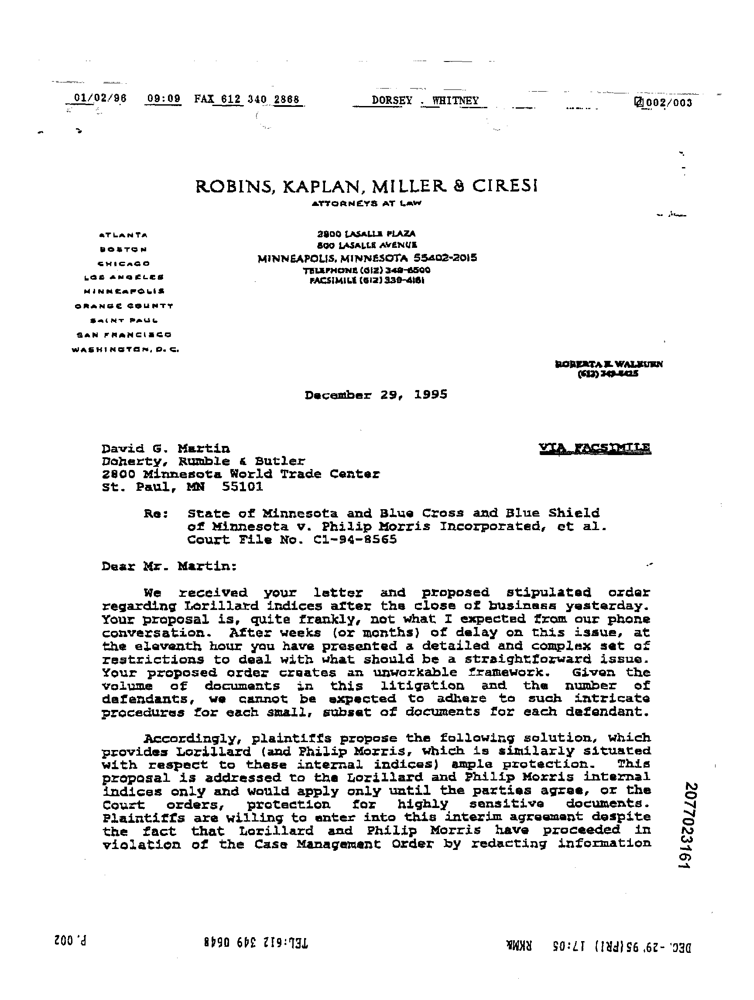 01/02/96 09:09 FAX 612 340 2868 DORSEY . WHITNEY 002/003
ROBINS, KAPLAN, MILLER & CIRESI
ATTORNEYS AT LAW
ATLANTA
BOSTON
CHICAGO
LOS ANGELES
MINNEAPOLIS
ORANGE COUNTY
SAINT PAUL
SAN FRANCISCO
WASHINGTON, D.C.
2800 LASALLE PLAZA
800 LASALLE AVENUE
MINNEAPOLIS, MINNESOTA 55402-2015
TELEPHONE (612) 349-8500
FACSIMILE (612) 339-4181
ROBERTA B. WALBURN
(612)
December 29, 1995
David G. Martin
Doherty, Rumble & Butler
2800 Minnesota World Trade Center
St. Paul, MN 55101
VIA FACSIMILE
Re: State of Minnesota and Blue Cross and Blue Shield
of Minnesota v. Philip Morris Incorporated, et al.
Court File No. C1-94-8565
Dear Mr. Martin:
We received your letter and proposed stipulated order
regarding Lorillard indices after the close of business yesterday.
Your proposal is, quite frankly, not what I expected from our phone
conversation. After weeks (or months) of delay on this issue, at
the eleventh hour you have presented a detailed and complex set of
restrictions to deal with what should be a straightforward issue.
Your proposed order creates an unworkable framework. Given the
volume of documents in this litigation and the number of
defendants, we cannot be expected to adhere to such intricate
procedures for each small, subset of documents for each defendant.
Accordingly, plaintiffs propose the following solution, which
provides Lorillard (and Philip Morris, which is similarly situated
with respect to these internal indices) ample protection. This
proposal is addressed to the Lorillard and Philip Morris internal
indices only and would apply only until the parties agree, or the
Court orders, protection for highly sensitive documents.
Plaintiffs are willing to enter into this interim agreement despite
the fact that Lorillard and Philip Morris have proceeded in
violation of the Case Management Order by redacting information
2077023161
DEC. -29' 95(FRI) 17:05 RKM& TEL:612 349 0648 P. 002